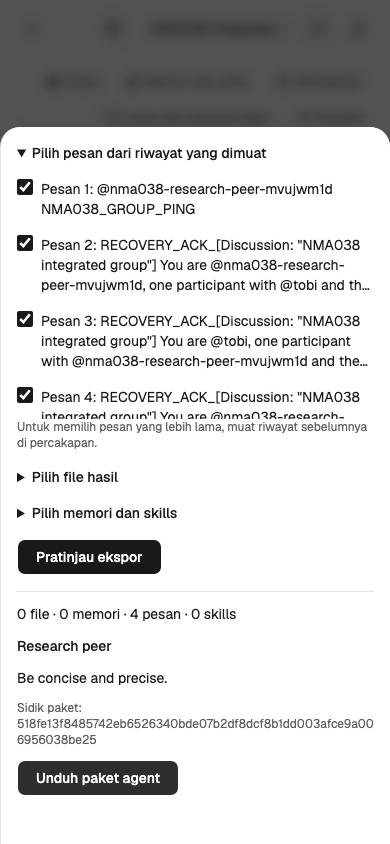 ▼ Pilih pesan dari riwayat yang dimuat
Pesan 1: @nma038-research-peer-mvujwm1d
NMA038_GROUP_PING
Pesan 2: RECOVERY_ACK_[Discussion: "NMA038
integrated group"] You are @nma038-research-
peer-mvujwm1d, one participant with @tobi and th...
Pesan 3: RECOVERY_ACK_[Discussion: "NMA038
integrated group"] You are @tobi, one participant
with @nma038-research-peer-mvujwm1d and the...
Pesan 4: RECOVERY_ACK_[Discussion: "NMA038
integrated group"] You are @nma038-research-
Untuk memilih pesan yang lebih lama, muat riwayat sebelumnya
di percakapan.
▶ Pilih file hasil
▶ Pilih memori dan skills
Pratinjau ekspor
0 file · 0 memori · 4 pesan · 0 skills
Research peer
Be concise and precise.
Sidik paket:
518fe13f8485742eb6526340bde07b2df8dcf8b1dd003afce9a00
6956038be25
Unduh paket agent